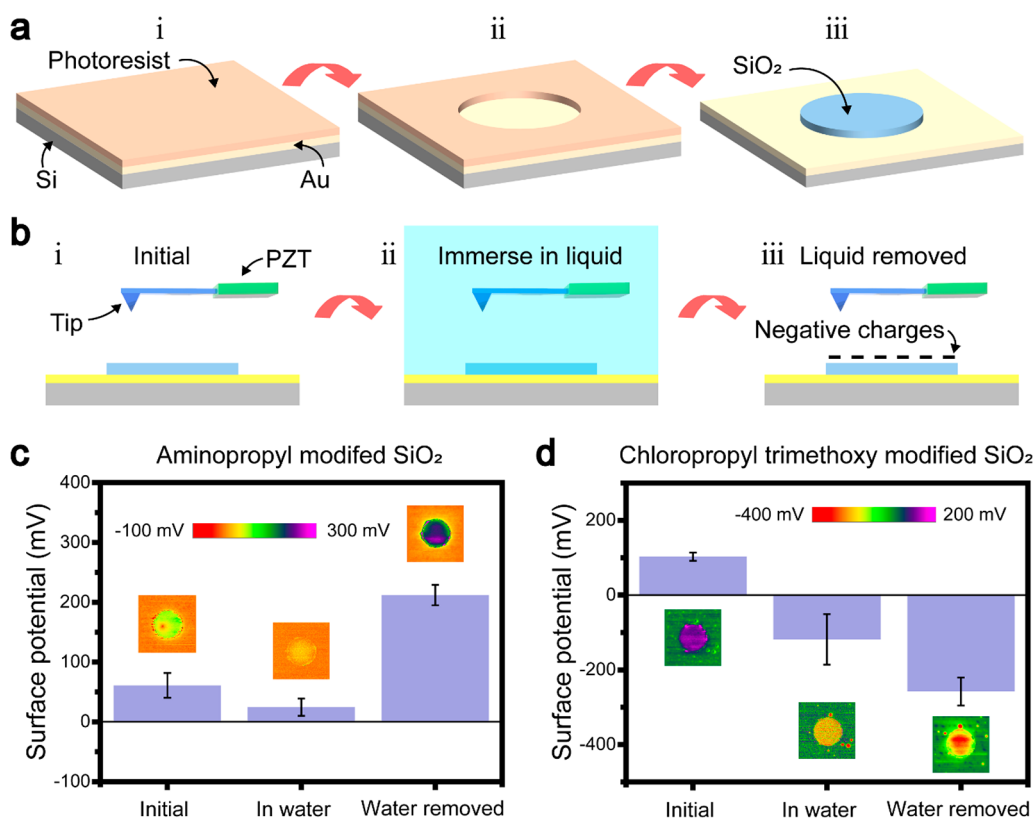 a
i
ii
iii
Photoresist
SiO₂
Si
Au
b
i
Initial
PZT
Tip
ii
Immerse in liquid
iii
Liquid removed
Negative charges
c
Aminopropyl modifed SiO₂
Surface potential (mV)
400
300
200
100
0
-100
-100 mV
300 mV
Initial
In water
Water removed
d
Chloropropyl trimethoxy modified SiO₂
Surface potential (mV)
200
0
-200
-400
-400 mV
200 mV
Initial
In water
Water removed